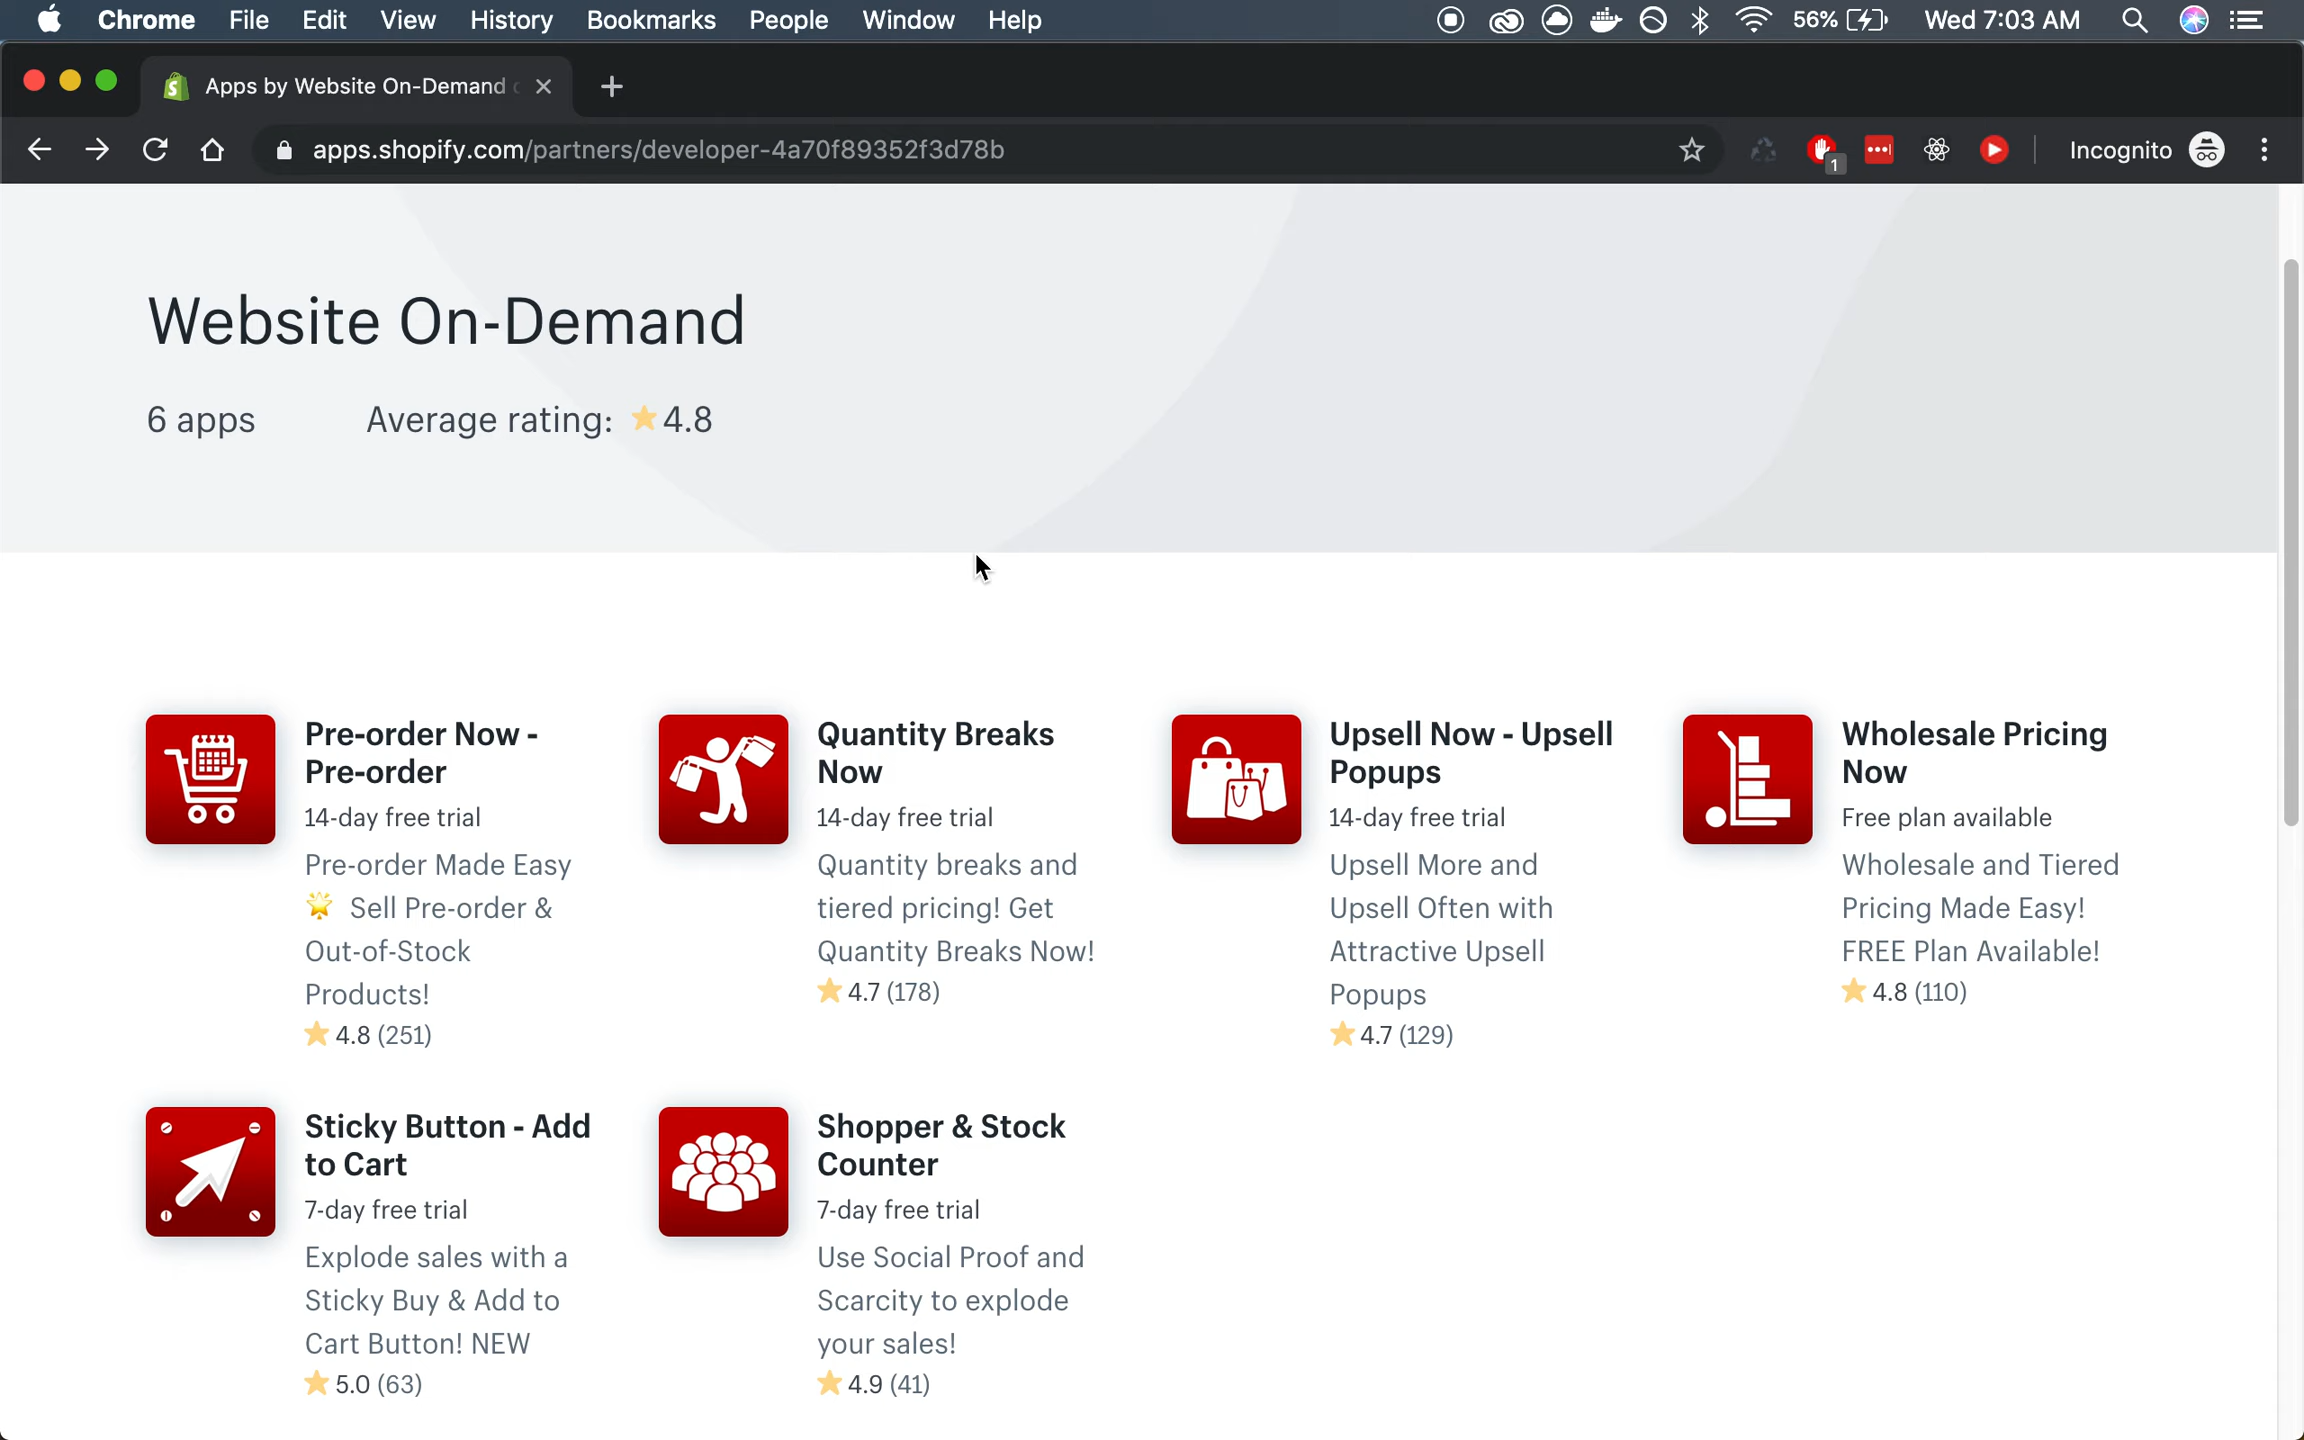 Chrome File Edit View History Bookmarks People Window Help 56% Wed 7:03 AM
Apps by Website On-Demand
apps.shopify.com/partners/developer-4a70f89352f3d78b 1 Incognito
Website On-Demand
6 apps Average rating: 4.8
Pre-order Now -
Pre-order
14-day free trial
Pre-order Made Easy
🌟 Sell Pre-order &
Out-of-Stock
Products!
4.8 (251)
Quantity Breaks
Now
14-day free trial
Quantity breaks and
tiered pricing! Get
Quantity Breaks Now!
4.7 (178)
Upsell Now - Upsell
Popups
14-day free trial
Upsell More and
Upsell Often with
Attractive Upsell
Popups
4.7 (129)
Wholesale Pricing
Now
Free plan available
Wholesale and Tiered
Pricing Made Easy!
FREE Plan Available!
4.8 (110)
Sticky Button - Add
to Cart
7-day free trial
Explode sales with a
Sticky Buy & Add to
Cart Button! NEW
5.0 (63)
Shopper & Stock
Counter
7-day free trial
Use Social Proof and
Scarcity to explode
your sales!
4.9 (41)